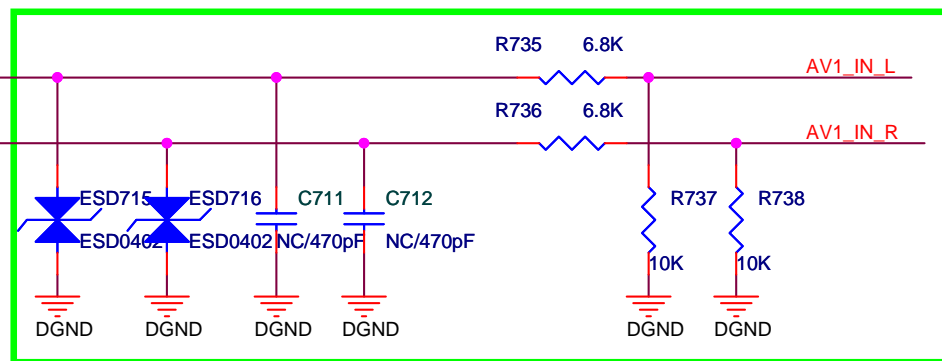 R735 6.8K
AV1_IN_L
R736 6.8K
AV1_IN_R
ESD715 ESD716 C711 C712 R737 R738
ESD0402 ESD0402 NC/470pF NC/470pF
10K 10K
DGND DGND DGND DGND DGND DGND